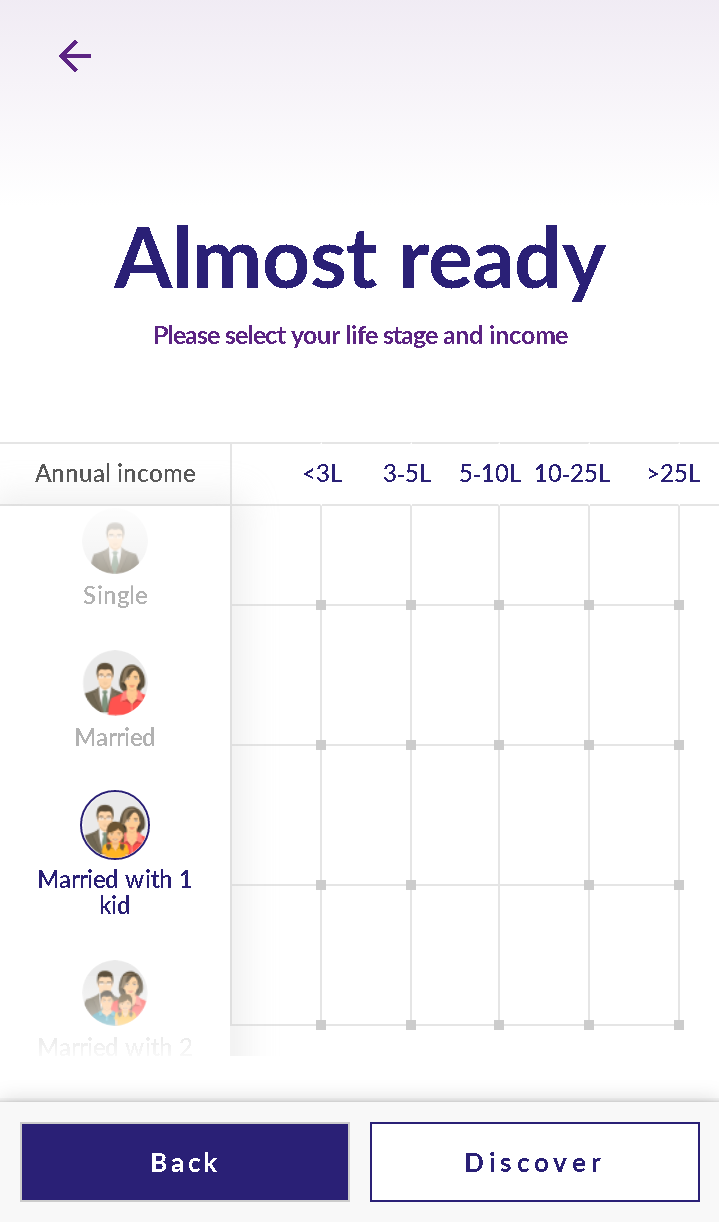 Almost ready
Please select your life stage and income
Annual income <3L 3-5L 5-10L 10-25L >25L
Single
Married
Married with 1
kid
Married with 2
Back Discover